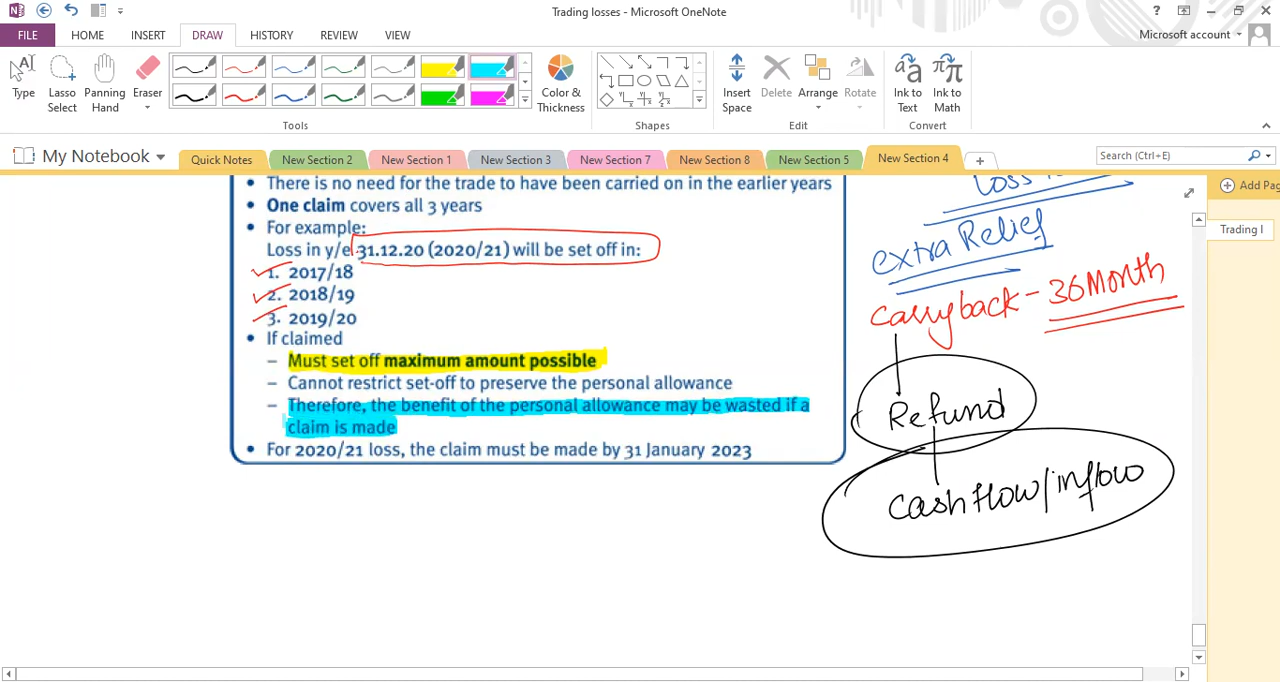 Trading losses - Microsoft OneNote
Microsoft account
FILE HOME INSERT DRAW HISTORY REVIEW VIEW
Type
Lasso Select
Panning Hand
Eraser
Color & Thickness
Insert Space
Delete
Arrange
Rotate
Ink to Text
Ink to Math
Tools
Shapes
Edit
Convert
My Notebook
Quick Notes New Section 2 New Section 1 New Section 3 New Section 7 New Section 8 New Section 5 New Section 4
Search (Ctrl+E)
Add Pag
Trading l
• There is no need for the trade to have been carried on in the earlier years
• One claim covers all 3 years
• For example:
Loss in y/e 31.12.20 (2020/21) will be set off in:
1. 2017/18
2. 2018/19
3. 2019/20
• If claimed
– Must set off maximum amount possible
– Cannot restrict set-off to preserve the personal allowance
– Therefore, the benefit of the personal allowance may be wasted if a
claim is made
• For 2020/21 loss, the claim must be made by 31 January 2023
Loss
extra Relief
Carryback - 36 Month
Refund
Cash flow/inflow